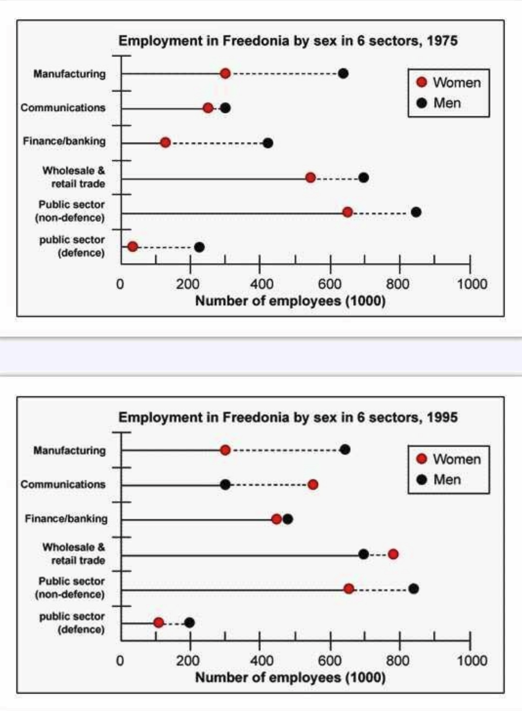 Employment in Freedonia by sex in 6 sectors, 1975
Women
Men
Manufacturing
Communications
Finance/banking
Wholesale &
retail trade
Public sector
(non-defence)
public sector
(defence)
0 200 400 600 800 1000
Number of employees (1000)
Employment in Freedonia by sex in 6 sectors, 1995
Women
Men
Manufacturing
Communications
Finance/banking
Wholesale &
retail trade
Public sector
(non-defence)
public sector
(defence)
0 200 400 600 800 1000
Number of employees (1000)